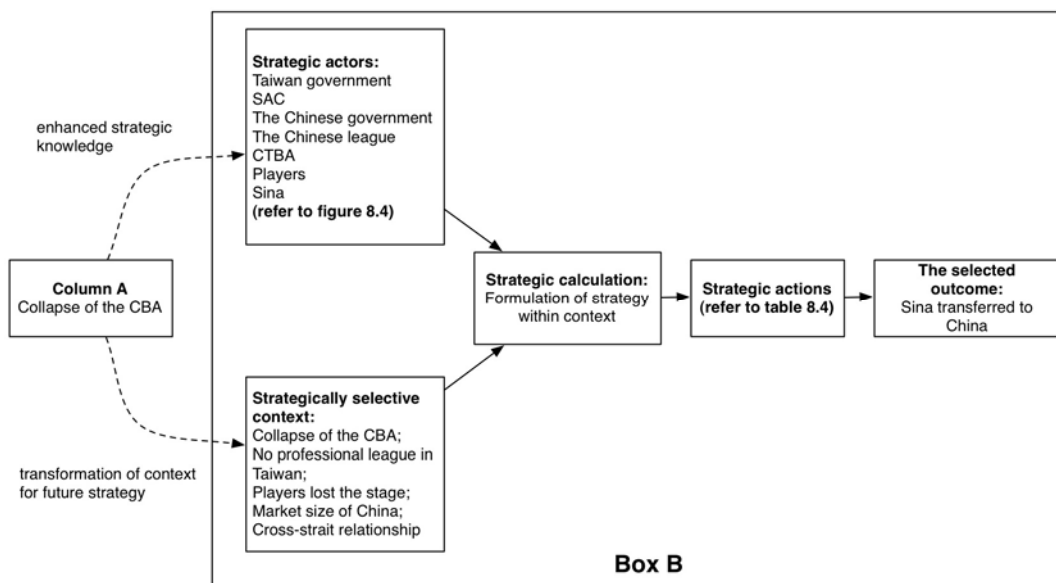 enhanced strategic
knowledge
Column A
Collapse of the CBA
transformation of context
for future strategy
Strategic actors:
Taiwan government
SAC
The Chinese government
The Chinese league
CTBA
Players
Sina
(refer to figure 8.4)
Strategically selective
context:
Collapse of the CBA;
No professional league in
Taiwan;
Players lost the stage;
Market size of China;
Cross-strait relationship
Strategic calculation:
Formulation of strategy
within context
Strategic actions
(refer to table 8.4)
The selected
outcome:
Sina transferred to
China
Box B